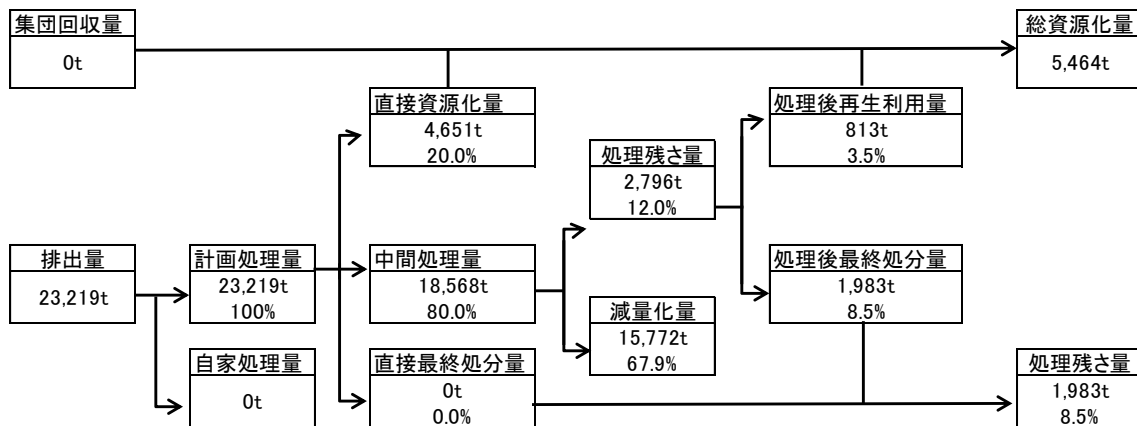 集団回収量
0t
総資源化量
5,464t
直接資源化量
4,651t
20.0%
処理後再生利用量
813t
3.5%
処理残さ量
2,796t
12.0%
排出量
23,219t
計画処理量
23,219t
100%
中間処理量
18,568t
80.0%
処理後最終処分量
1,983t
8.5%
減量化量
15,772t
67.9%
自家処理量
0t
直接最終処分量
0t
0.0%
処理残さ量
1,983t
8.5%